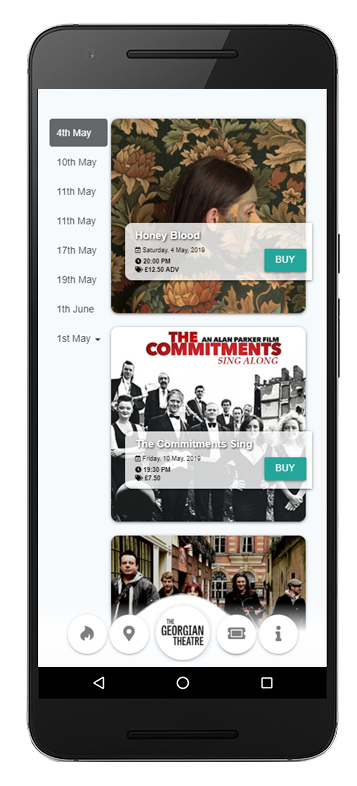 4th May
10th May
11th May
11th May
17th May
19th May
1th June
1st May
Honey Blood
Saturday, 4 May, 2019
20:00 PM
£12.50 ADV
BUY
THE
AN ALAN PARKER FILM
COMMITMENTS
SING ALONG
The Commitments Sing
Friday, 10 May, 2019
19:30 PM
£7.50
BUY
THE
GEORGIAN
THEATRE